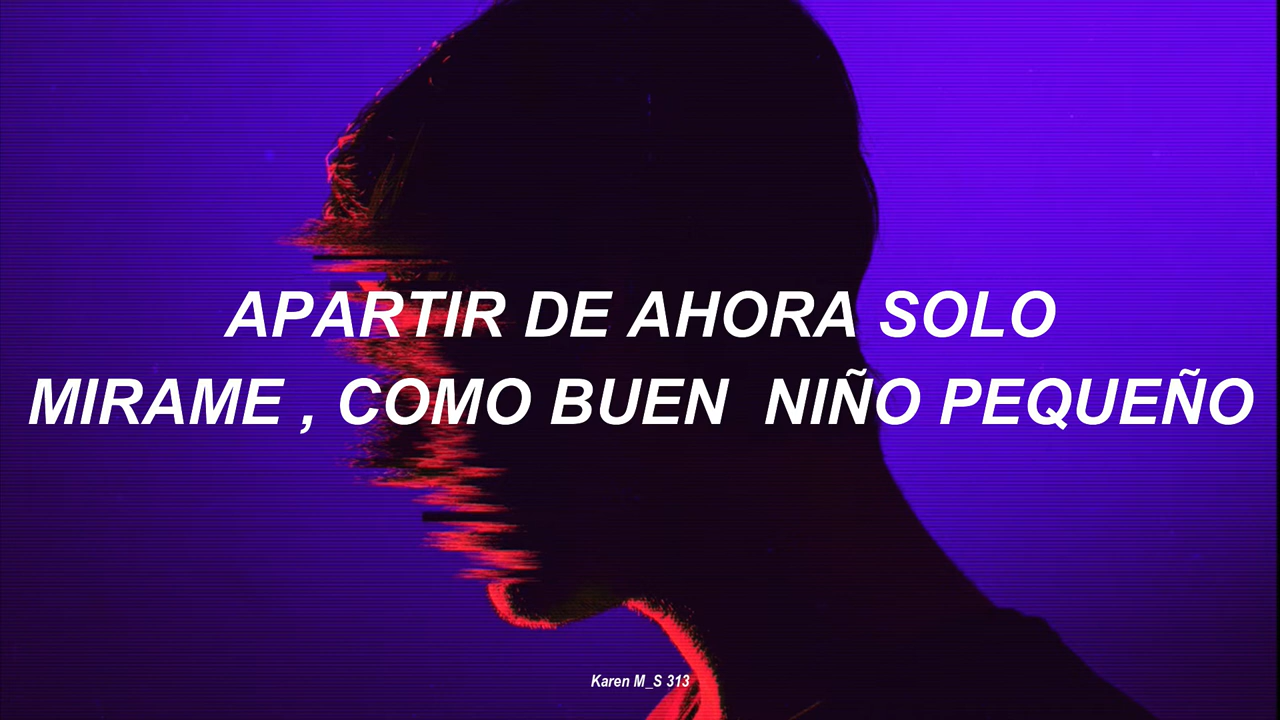 APARTIR DE AHORA SOLO
MIRAME , COMO BUEN  NIÑO PEQUEÑO
Karen M_S 313